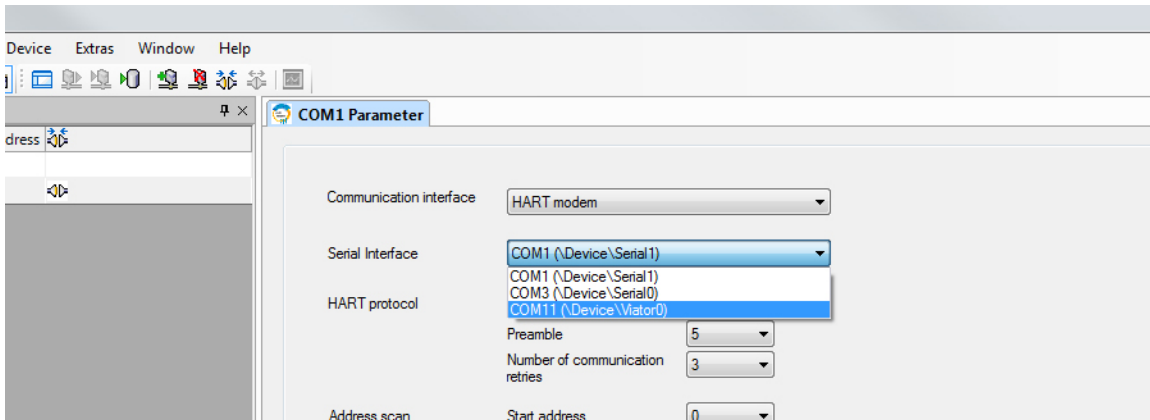 Device Extras Window Help
COM1 Parameter
dress
Communication interface HART modem
Serial Interface COM1 (\Device\Serial1)
COM1 (\Device\Serial1)
COM3 (\Device\Serial0)
COM11 (\Device\Viator0)
HART protocol
Preamble 5
Number of communication 3
retries
Address scan Start address 0